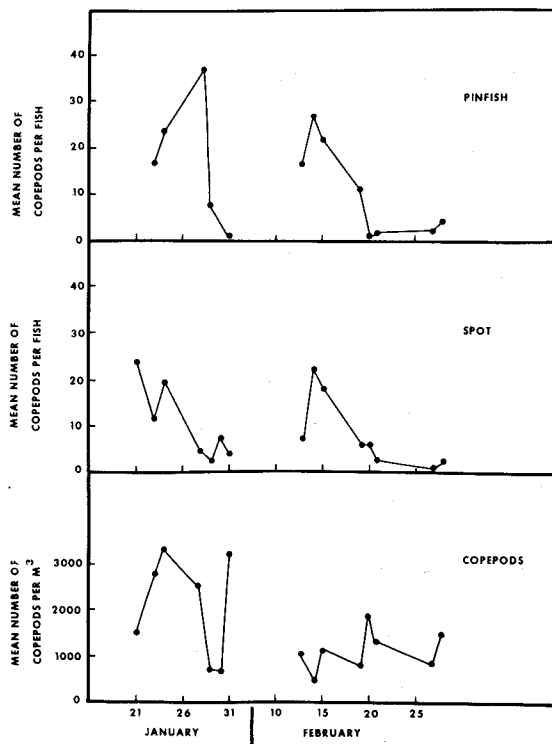 40
30
20
10
0
MEAN NUMBER OF
COPEPODS PER FISH
PINFISH
40
30
20
10
0
MEAN NUMBER OF
COPEPODS PER FISH
SPOT
3000
2000
1000
0
MEAN NUMBER OF
COPEPODS PER M³
COPEPODS
21 26 31 10 15 20 25
JANUARY FEBRUARY